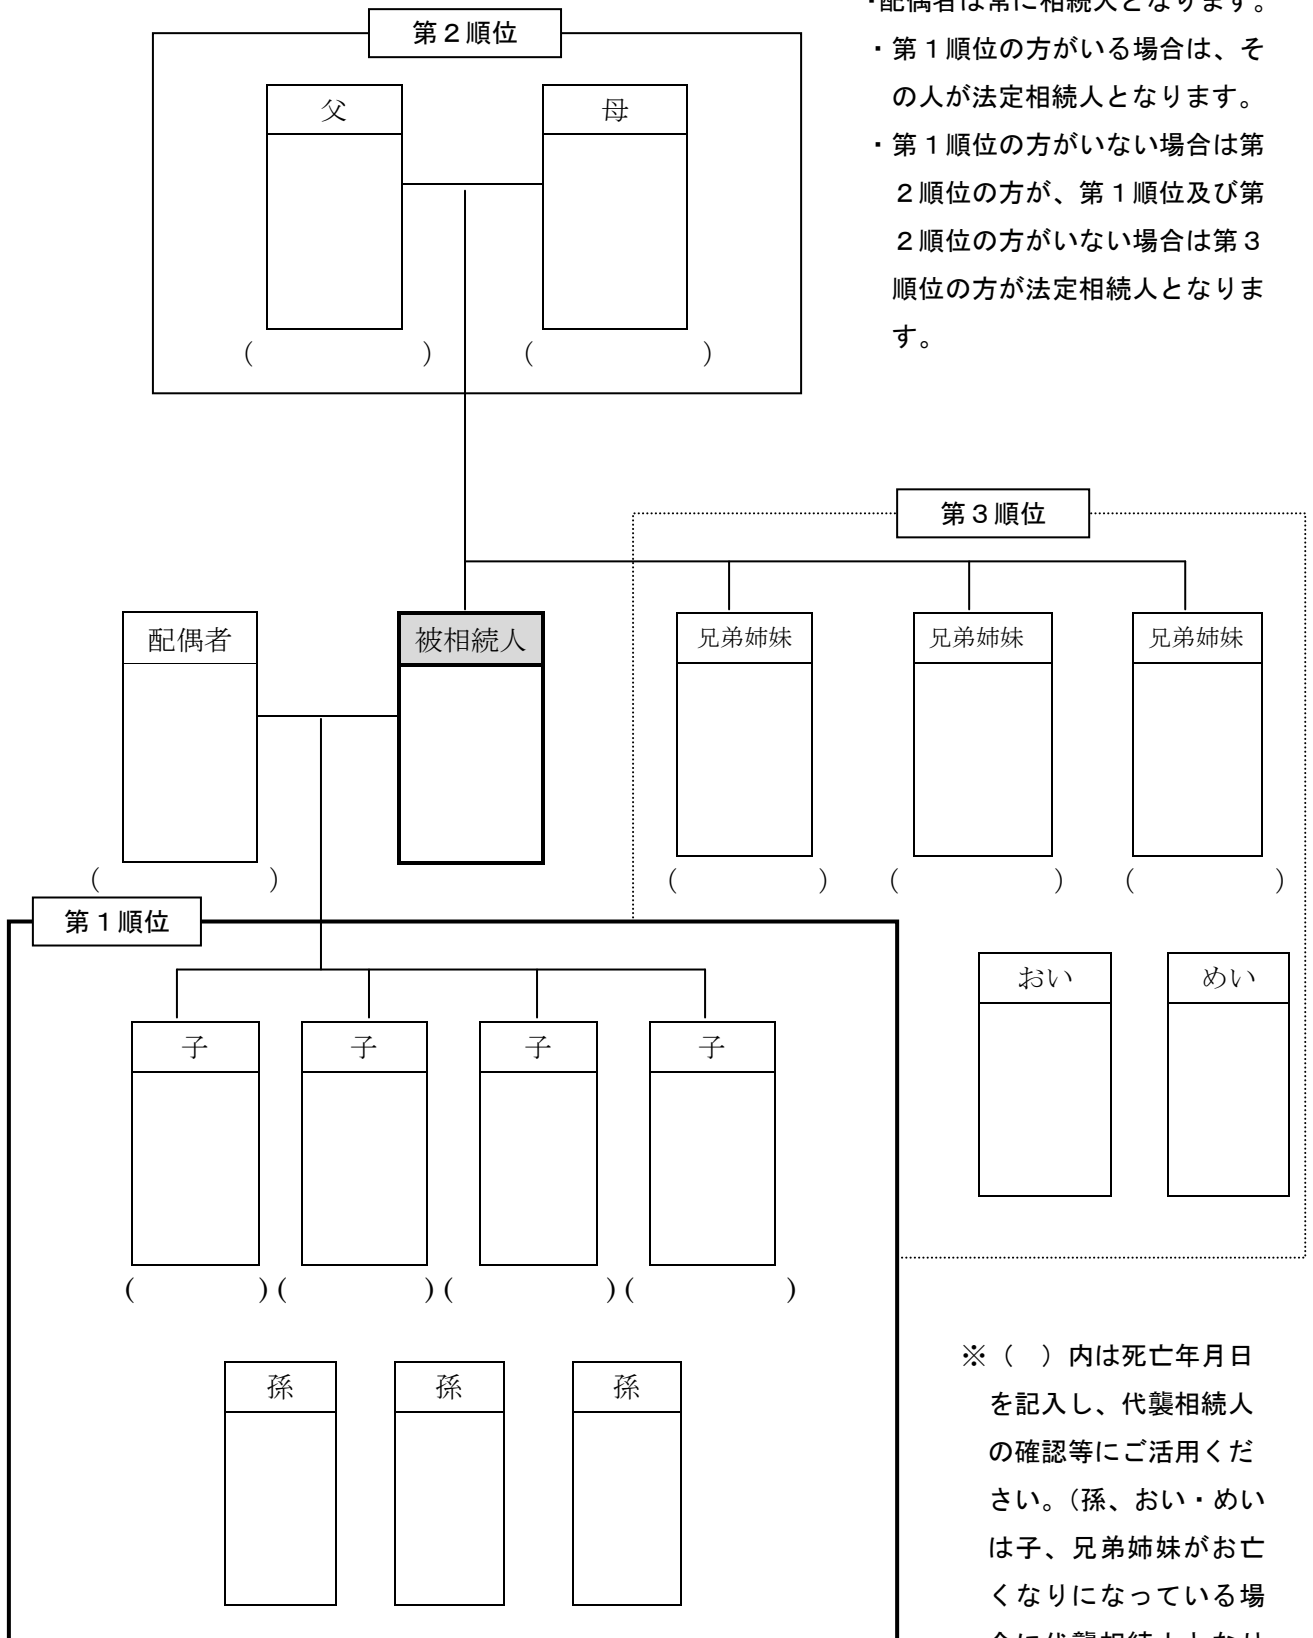 ・配偶者は常に相続人となります。
第２順位
・第１順位の方がいる場合は、そ
の人が法定相続人となります。
父
母
・第１順位の方がいない場合は第
２順位の方が、第１順位及び第
２順位の方がいない場合は第３
順位の方が法定相続人となりま
す。
（　　　）
（　　　）
第３順位
配偶者
被相続人
兄弟姉妹
兄弟姉妹
兄弟姉妹
（　　　）
（　　　）
（　　　）
（　　　）
第１順位
おい
めい
子
子
子
子
（　　　）
（　　　）
（　　　）
（　　　）
※（　）内は死亡年月日
を記入し、代襲相続人
の確認等にご活用くだ
さい。（孫、おい・めい
は子、兄弟姉妹がお亡
くなりになっている場
合に代襲相続人となり
孫
孫
孫